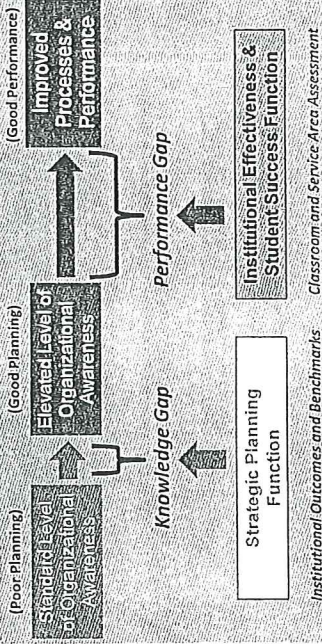 (Poor Planning)
Standard Level
of Organizational
Awareness
(Good Planning)
Elevated Level of
Organizational
Awareness
(Good Performance)
Improved
Processes &
Performance
Knowledge Gap
Performance Gap
Strategic Planning
Function
Institutional Effectiveness &
Student Success Function
Institutional Outcomes and Benchmarks
Classroom and Service Area Assessment